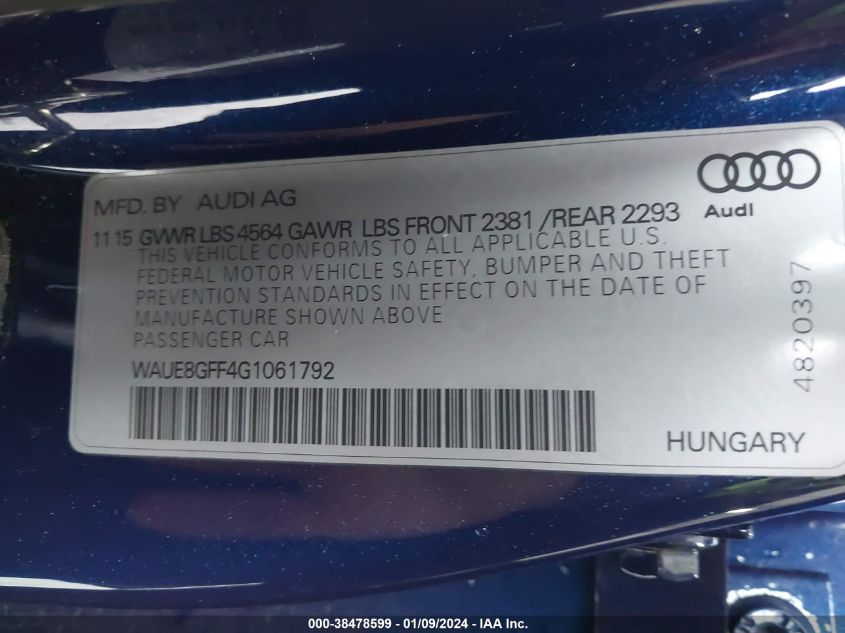 MFD. BY AUDI AG
11 15 GVWR LBS 4564 GAWR LBS FRONT 2381 /REAR 2293
THIS VEHICLE CONFORMS TO ALL APPLICABLE U.S.
FEDERAL MOTOR VEHICLE SAFETY, BUMPER AND THEFT
PREVENTION STANDARDS IN EFFECT ON THE DATE OF
MANUFACTURE SHOWN ABOVE
PASSENGER CAR
WAUE8GFF4G1061792
Audi
4820397
HUNGARY
000-38478599 - 01/09/2024 - IAA Inc.